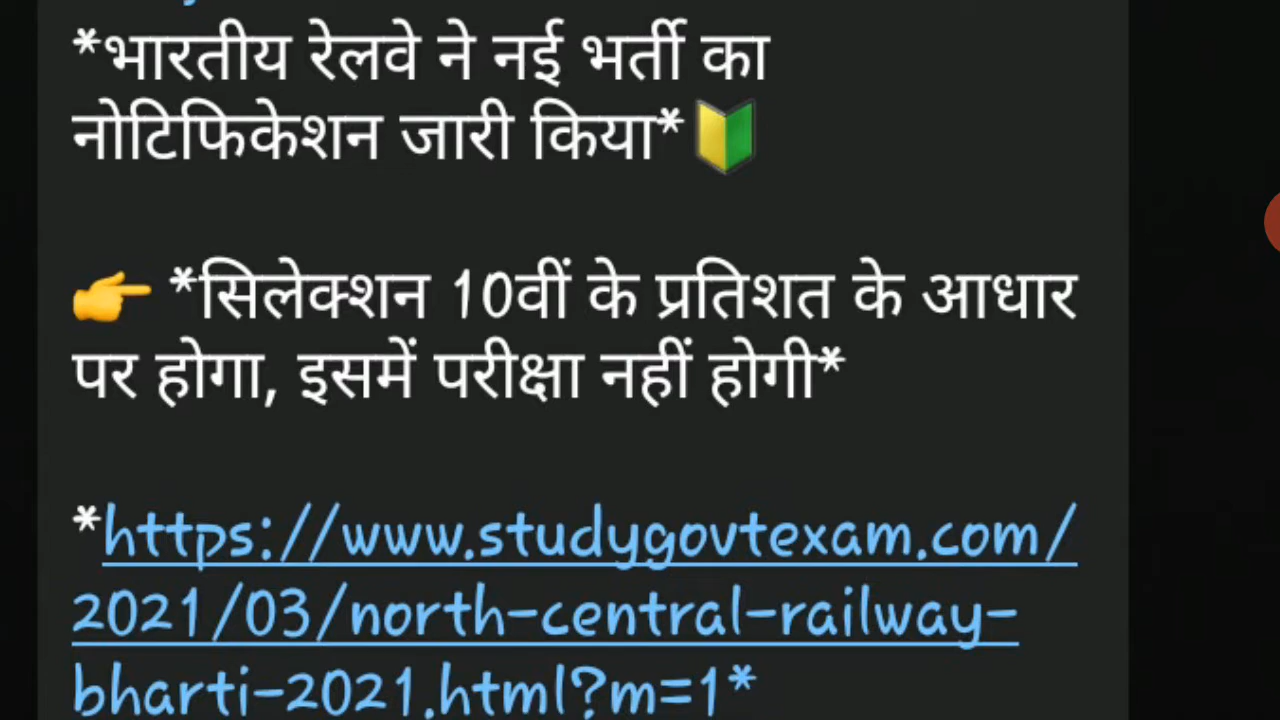 *भारतीय रेलवे ने नई भर्ती का
नोटिफिकेशन जारी किया*🔰
👉 *सिलेक्शन 10वीं के प्रतिशत के आधार
पर होगा, इसमें परीक्षा नहीं होगी*
*https://www.studygovtexam.com/
2021/03/north-central-railway-
bharti-2021.html?m=1*